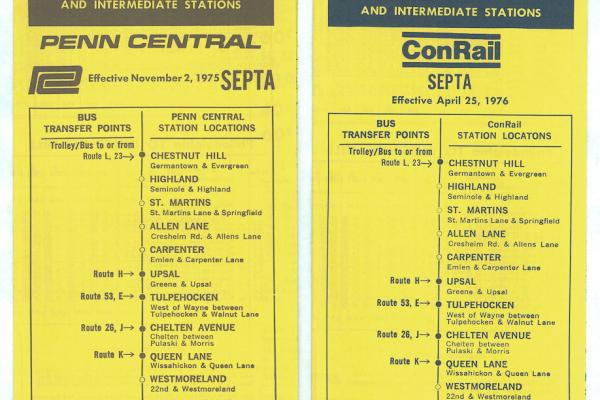 AND INTERMEDIATE STATIONS
PENN CENTRAL
Effective November 2, 1975 SEPTA
BUS
TRANSFER POINTS
PENN CENTRAL
STATION LOCATIONS
Trolley/Bus to or from
Route L, 23→
CHESTNUT HILL
Germantown & Evergreen
HIGHLAND
Seminole & Highland
ST. MARTINS
St. Martins Lane & Springfield
ALLEN LANE
Cresheim Rd. & Allens Lane
CARPENTER
Emlen & Carpenter Lane
Route H→
UPSAL
Greene & Upsal
Route 53, E→
TULPEHOCKEN
West of Wayne between
Tulpehocken & Walnut Lane
Route 26, J→
CHELTEN AVENUE
Chelten between
Pulaski & Morris
Route K→
QUEEN LANE
Wissahickon & Queen Lane
WESTMORELAND
22nd & Westmoreland
AND INTERMEDIATE STATIONS
ConRail
SEPTA
Effective April 25, 1976
BUS
TRANSFER POINTS
ConRail
STATION LOCATONS
Trolley/Bus to or from
Route L, 23→
CHESTNUT HILL
Germantown & Evergreen
HIGHLAND
Seminole & Highland
ST. MARTINS
St. Martins Lane & Springfield
ALLEN LANE
Cresheim Rd. & Allens Lane
CARPENTER
Emlen & Carpenter Lane
Route H→
UPSAL
Greene & Upsal
Route 53, E→
TULPEHOCKEN
West of Wayne between
Tulpehocken & Walnut Lane
Route 26, J→
CHELTEN AVENUE
Chelten between
Pulaski & Morris
Route K→
QUEEN LANE
Wissahickon & Queen Lane
WESTMORELAND
22nd & Westmoreland